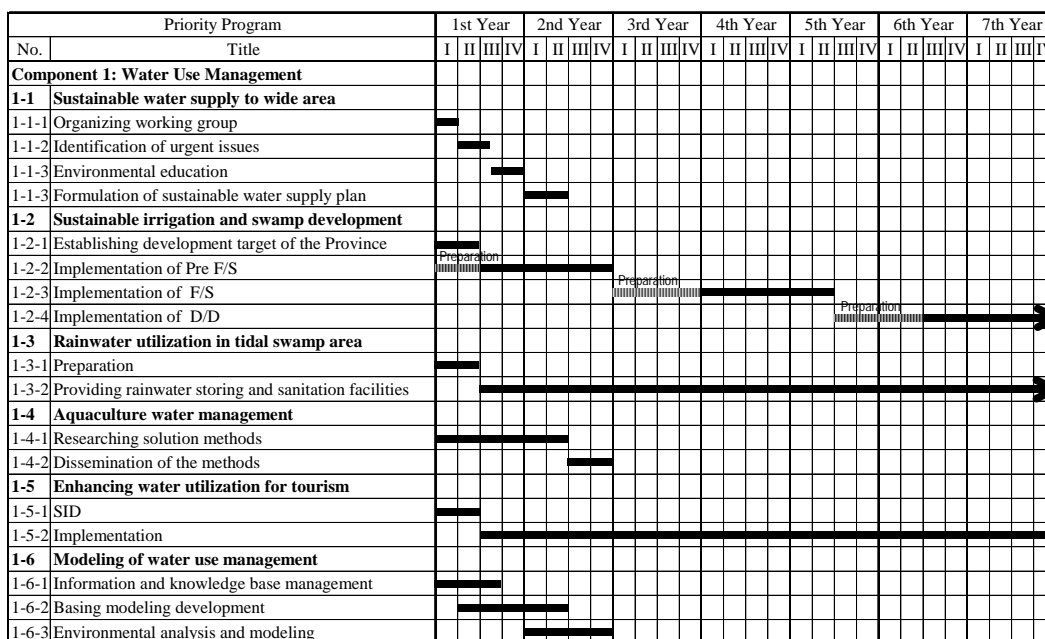 Priority Program 1st Year 2nd Year 3rd Year 4th Year 5th Year 6th Year 7th Year
No. Title I II III IV I II III IV I II III IV I II III IV I II III IV I II III IV I II III IV
Component 1: Water Use Management
1-1 Sustainable water supply to wide area
1-1-1 Organizing working group
1-1-2 Identification of urgent issues
1-1-3 Environmental education
1-1-3 Formulation of sustainable water supply plan
1-2 Sustainable irrigation and swamp development
1-2-1 Establishing development target of the Province
Preparation
1-2-2 Implementation of Pre F/S
Preparation
1-2-3 Implementation of F/S
Preparation
1-2-4 Implementation of D/D
1-3 Rainwater utilization in tidal swamp area
1-3-1 Preparation
1-3-2 Providing rainwater storing and sanitation facilities
1-4 Aquaculture water management
1-4-1 Researching solution methods
1-4-2 Dissemination of the methods
1-5 Enhancing water utilization for tourism
1-5-1 SID
1-5-2 Implementation
1-6 Modeling of water use management
1-6-1 Information and knowledge base management
1-6-2 Basing modeling development
1-6-3 Environmental analysis and modeling